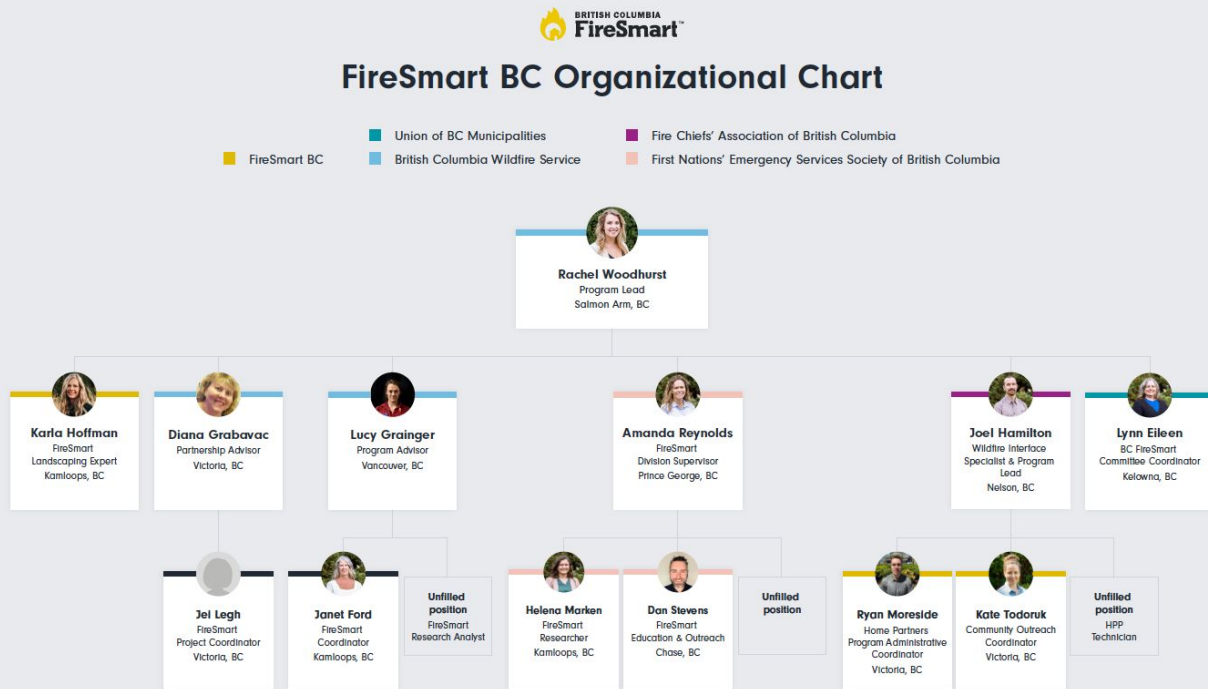 BRITISH COLUMBIA
FireSmart™
FireSmart BC Organizational Chart
Union of BC Municipalities
Fire Chiefs' Association of British Columbia
FireSmart BC
British Columbia Wildfire Service
First Nations' Emergency Services Society of British Columbia
Rachel Woodhurst
Program Lead
Salmon Arm, BC
Karla Hoffman
FireSmart
Landscaping Expert
Kamloops, BC
Diana Grabavac
Partnership Advisor
Victoria, BC
Lucy Grainger
Program Advisor
Vancouver, BC
Amanda Reynolds
FireSmart
Division Supervisor
Prince George, BC
Joel Hamilton
Wildfire Interface
Specialist & Program
Lead
Nelson, BC
Lynn Eileen
BC FireSmart
Committee Coordinator
Kelowna, BC
Jel Legh
FireSmart
Project Coordinator
Victoria, BC
Janet Ford
FireSmart
Coordinator
Kamloops, BC
Unfilled
position
FireSmart
Research Analyst
Helena Marken
FireSmart
Researcher
Kamloops, BC
Dan Stevens
FireSmart
Education & Outreach
Chase, BC
Unfilled
position
Ryan Moreside
Home Partners
Program Administrative
Coordinator
Victoria, BC
Kate Todoruk
Community Outreach
Coordinator
Victoria, BC
Unfilled
position
HPP
Technician